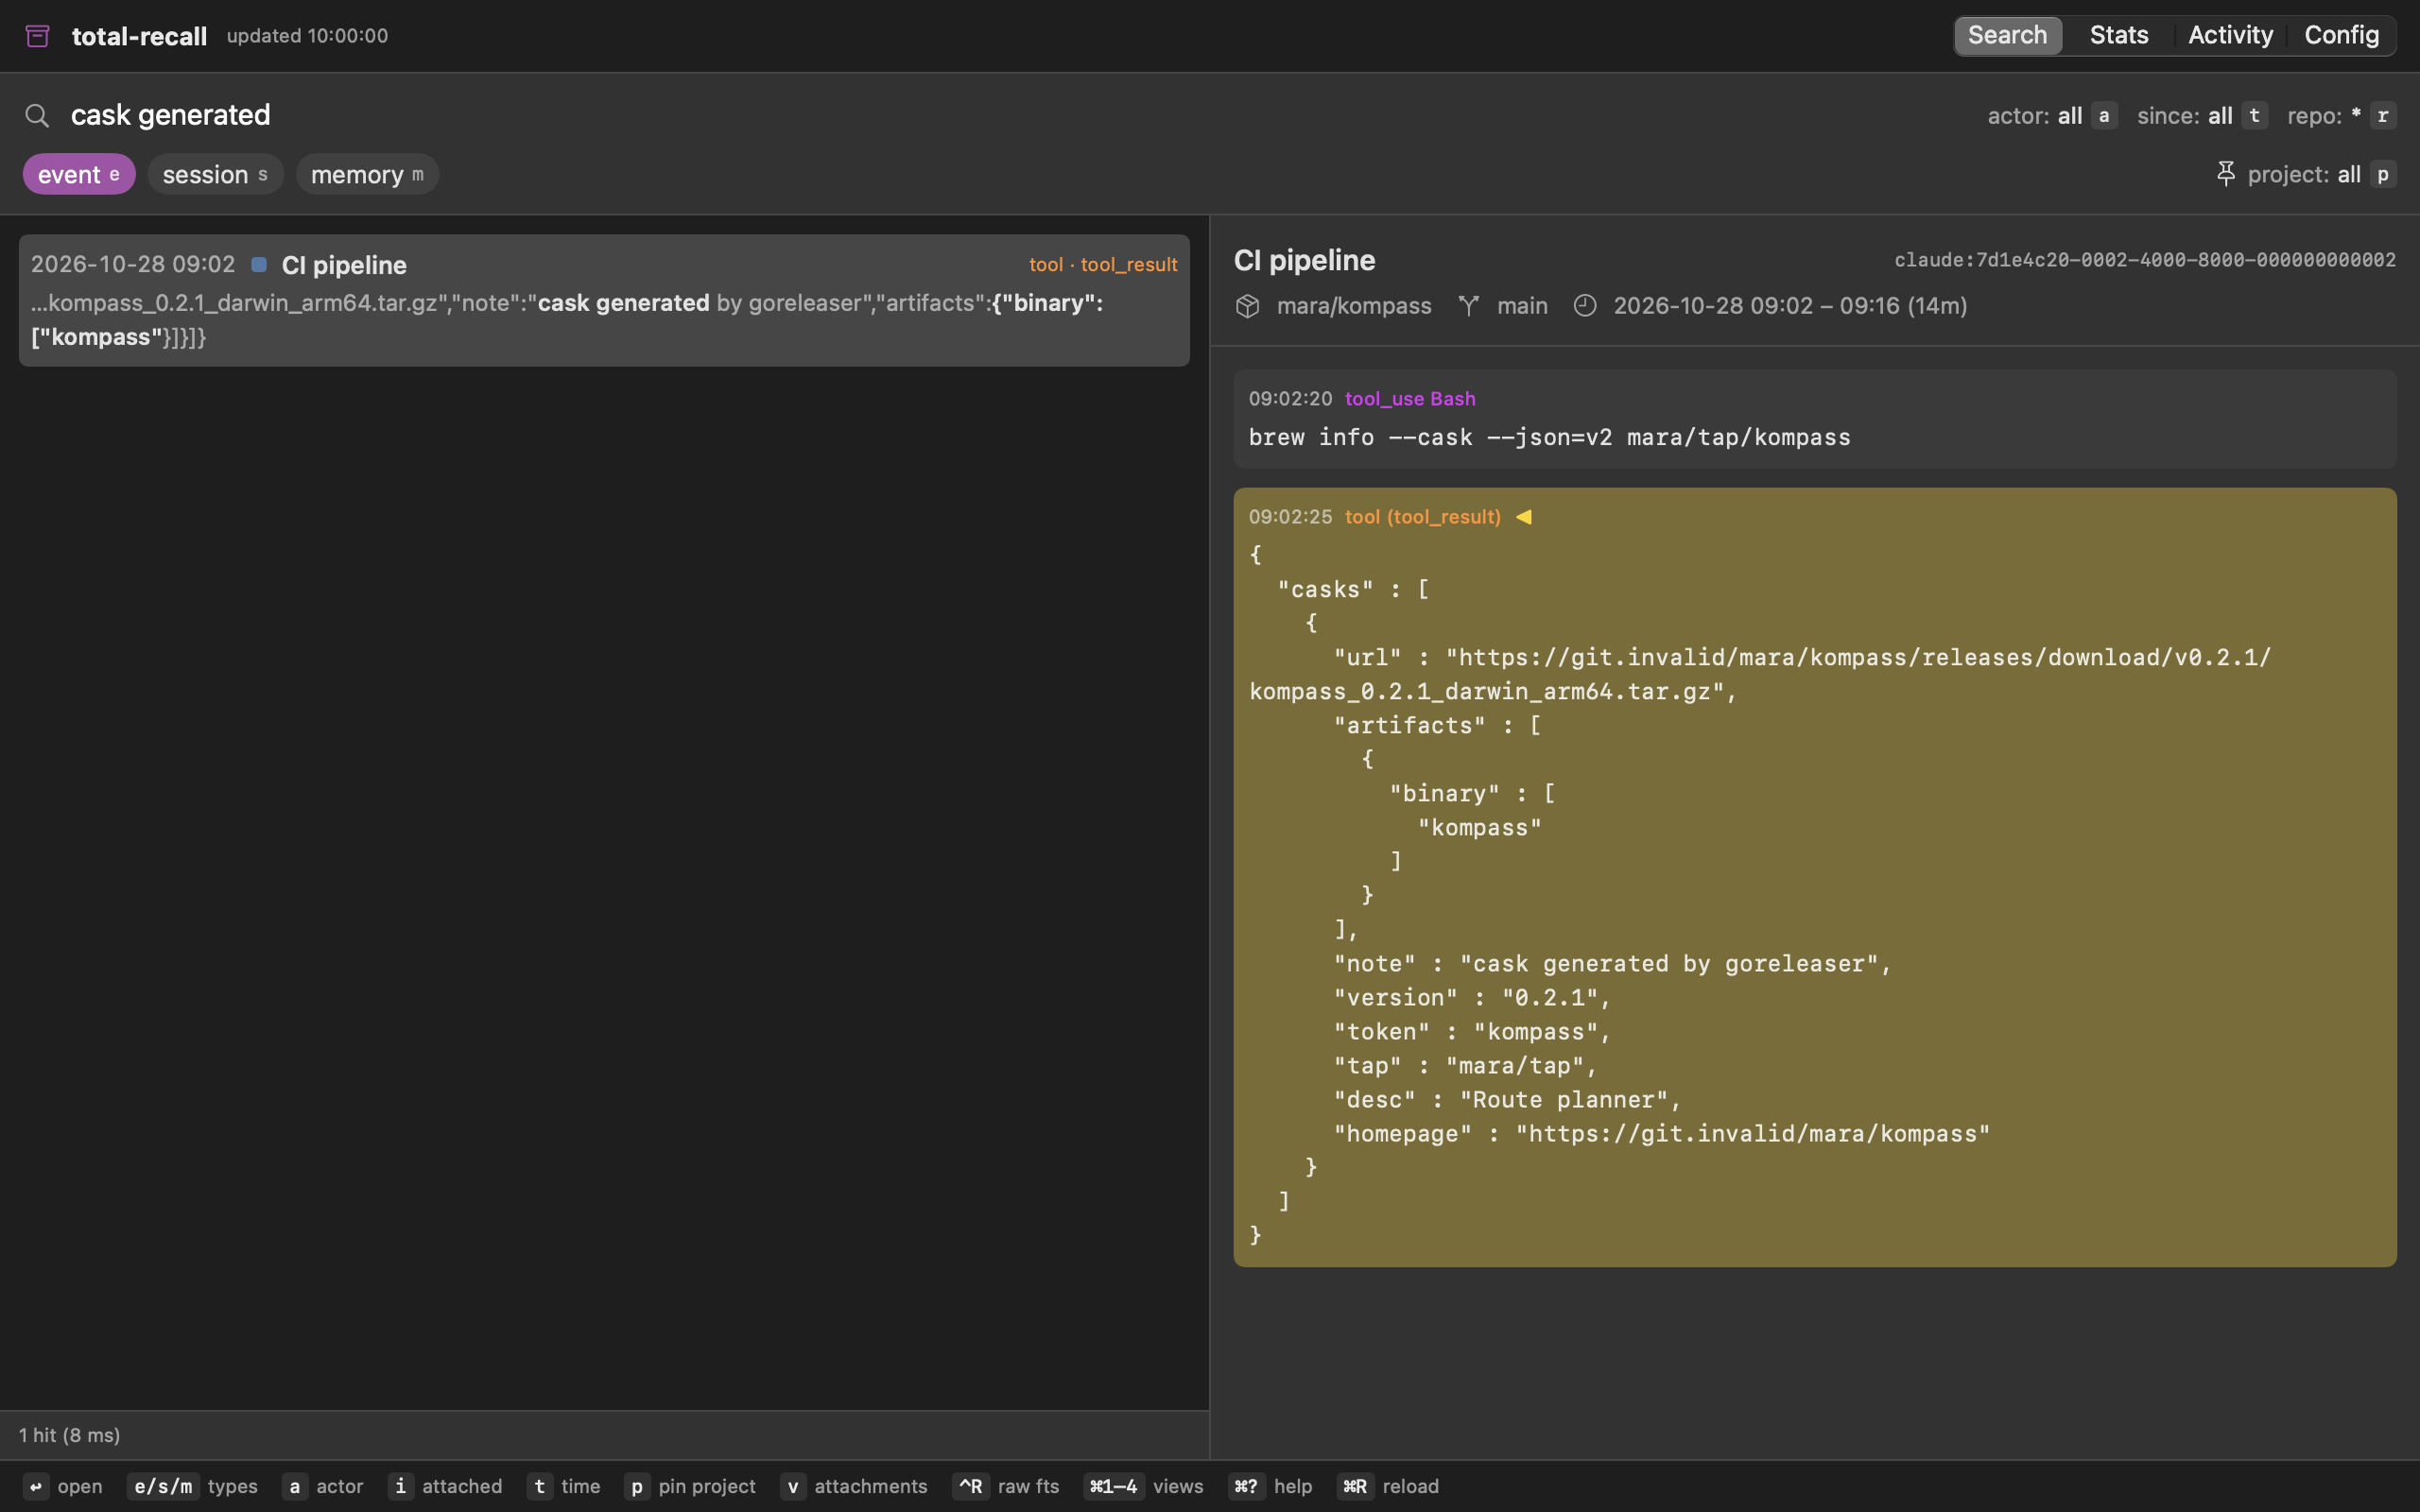 total-recall updated 10:00:00
Search Stats Activity Config
cask generated
actor: all a since: all t repo: * r
event e session s memory m
project: all p
2026-10-28 09:02 CI pipeline tool · tool_result
...kompass_0.2.1_darwin_arm64.tar.gz","note":"cask generated by goreleaser","artifacts":{"binary":
["kompass"}]}]}
1 hit (8 ms)
CI pipeline claude:7d1e4c20-0002-4000-8000-000000000002
mara/kompass main 2026-10-28 09:02 – 09:16 (14m)
09:02:20 tool_use Bash
brew info --cask --json=v2 mara/tap/kompass
09:02:25 tool (tool_result) ◀
{
  "casks" : [
    {
      "url" : "https://git.invalid/mara/kompass/releases/download/v0.2.1/
kompass_0.2.1_darwin_arm64.tar.gz",
      "artifacts" : [
        {
          "binary" : [
            "kompass"
          ]
        }
      ],
      "note" : "cask generated by goreleaser",
      "version" : "0.2.1",
      "token" : "kompass",
      "tap" : "mara/tap",
      "desc" : "Route planner",
      "homepage" : "https://git.invalid/mara/kompass"
    }
  ]
}
↩ open e/s/m types a actor i attached t time p pin project v attachments ^R raw fts ⌘1–4 views ⌘? help ⌘R reload